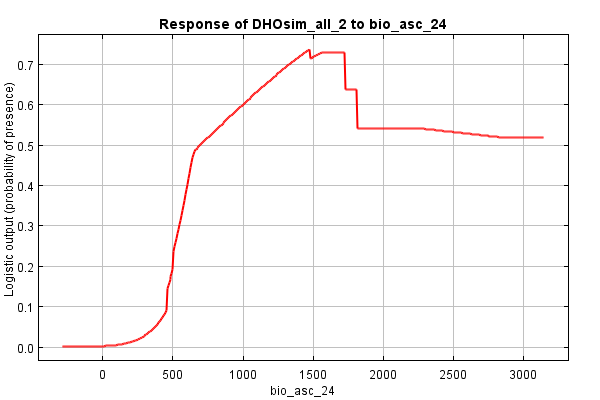 Response of DHOsim_all_2 to bio_asc_24
Logistic output (probability of presence)
0.7
0.6
0.5
0.4
0.3
0.2
0.1
0.0
0 500 1000 1500 2000 2500 3000
bio_asc_24